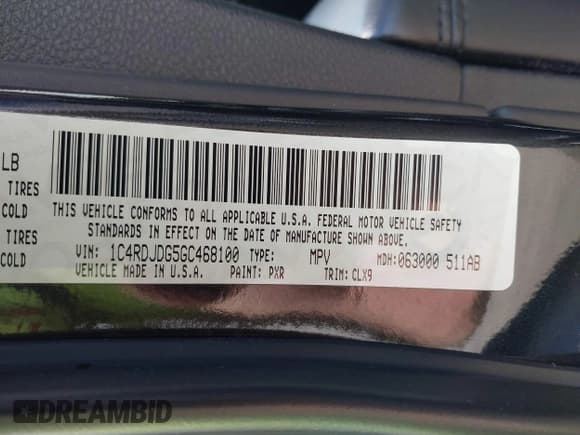 LB
TIRES
COLD
TIRES
COLD
THIS VEHICLE CONFORMS TO ALL APPLICABLE U.S.A. FEDERAL MOTOR VEHICLE SAFETY
STANDARDS IN EFFECT ON THE DATE OF MANUFACTURE SHOWN ABOVE.
VIN: 1C4RDJDG5GC468100 TYPE: MPV MDH: 063000 511AB
VEHICLE MADE IN U.S.A. PAINT: PXR TRIM: CLX9
DREAMBID